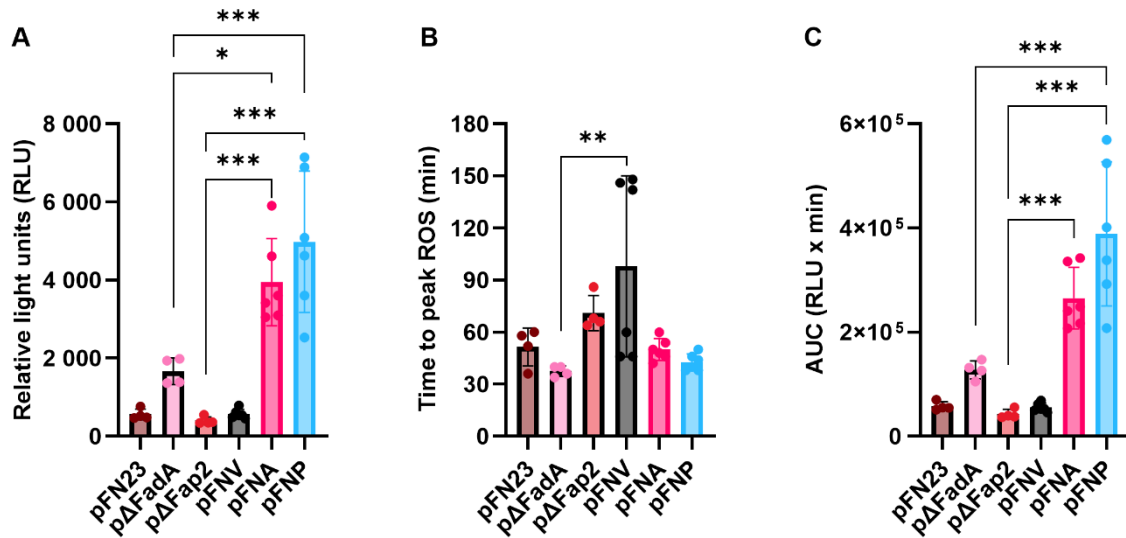 A
Relative light units (RLU)
8 000
6 000
4 000
2 000
0
***
*
***
***
pFN23
pΔFadA
pΔFap2
pFNV
pFNA
pFNP
B
Time to peak ROS (min)
180
150
120
90
60
30
0
**
pFN23
pΔFadA
pΔFap2
pFNV
pFNA
pFNP
C
AUC (RLU x min)
6×10⁵
4×10⁵
2×10⁵
0
***
***
***
pFN23
pΔFadA
pΔFap2
pFNV
pFNA
pFNP